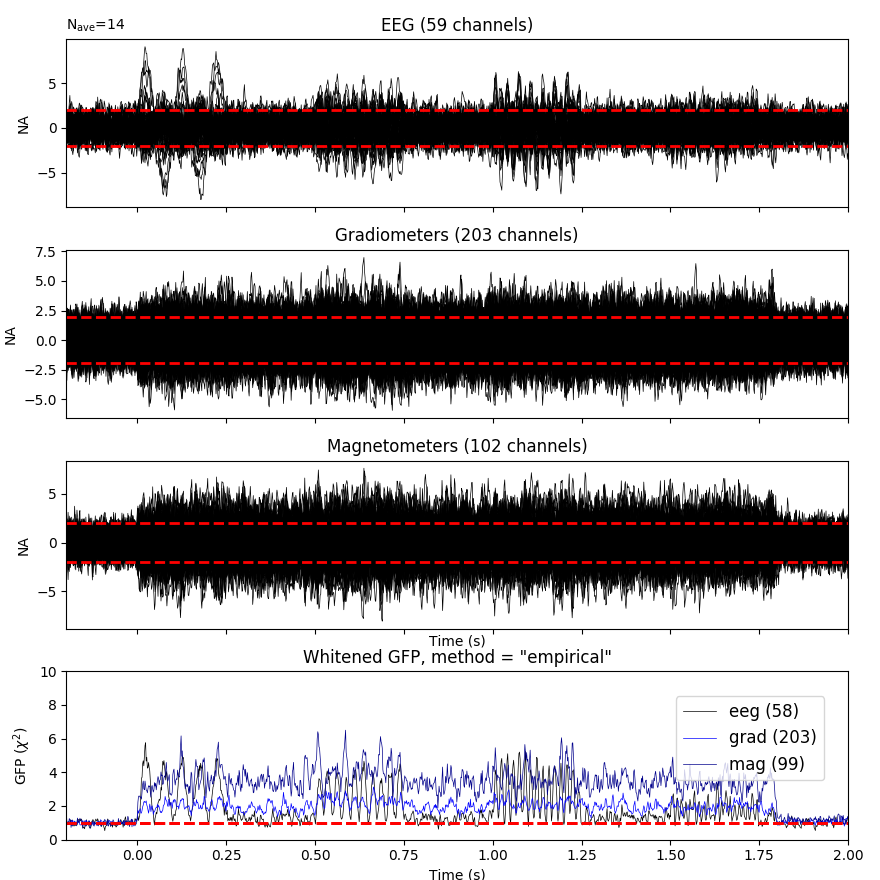 N_ave=14
EEG (59 channels)
5
0
−5
NA
Gradiometers (203 channels)
7.5
5.0
2.5
0.0
−2.5
−5.0
NA
Magnetometers (102 channels)
5
0
−5
NA
Time (s)
Whitened GFP, method = "empirical"
10
8
6
4
2
0
GFP (χ²)
eeg (58)
grad (203)
mag (99)
0.00 0.25 0.50 0.75 1.00 1.25 1.50 1.75 2.00
Time (s)